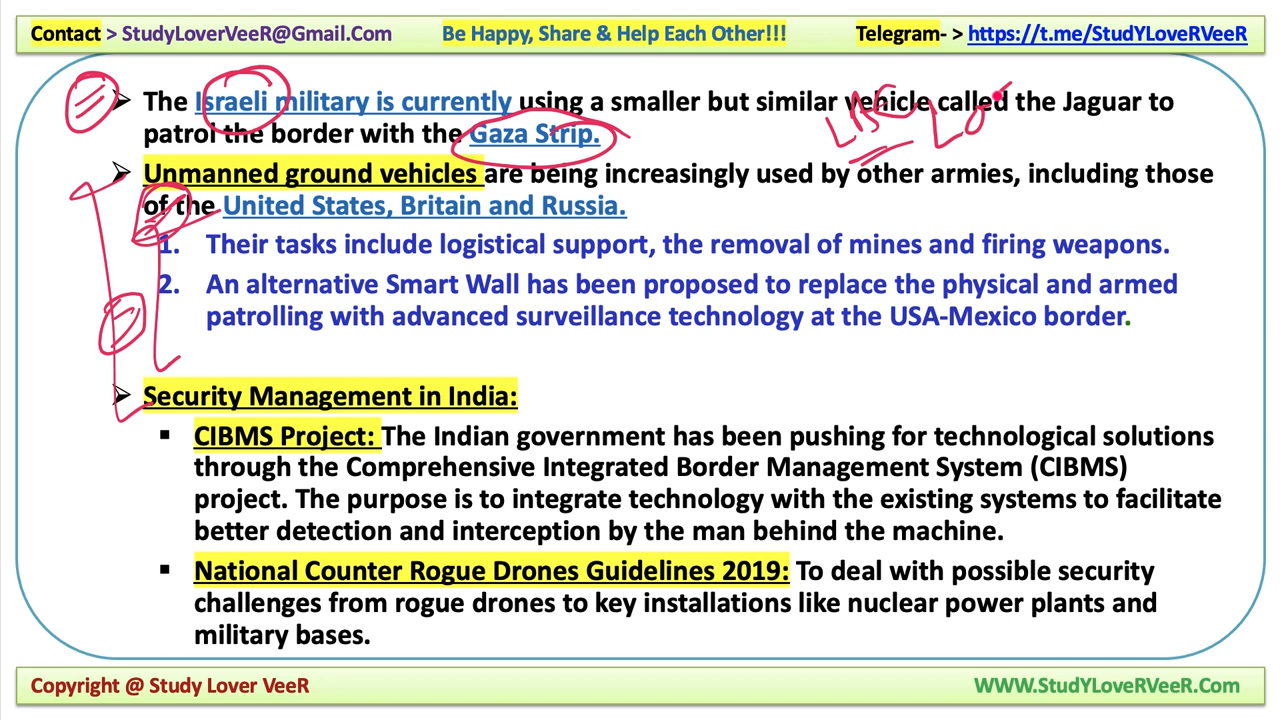 Contact > StudyLoverVeeR@Gmail.Com Be Happy, Share & Help Each Other!!! Telegram- > https://t.me/StudYLoveRVeeR
➢ The Israeli military is currently using a smaller but similar vehicle called the Jaguar to
patrol the border with the Gaza Strip.
LAC LO
➢ Unmanned ground vehicles are being increasingly used by other armies, including those
of the United States, Britain and Russia.
1. Their tasks include logistical support, the removal of mines and firing weapons.
2. An alternative Smart Wall has been proposed to replace the physical and armed
patrolling with advanced surveillance technology at the USA-Mexico border.
➢ Security Management in India:
▪ CIBMS Project: The Indian government has been pushing for technological solutions
through the Comprehensive Integrated Border Management System (CIBMS)
project. The purpose is to integrate technology with the existing systems to facilitate
better detection and interception by the man behind the machine.
▪ National Counter Rogue Drones Guidelines 2019: To deal with possible security
challenges from rogue drones to key installations like nuclear power plants and
military bases.
Copyright @ Study Lover VeeR WWW.StudYLoveRVeeR.Com